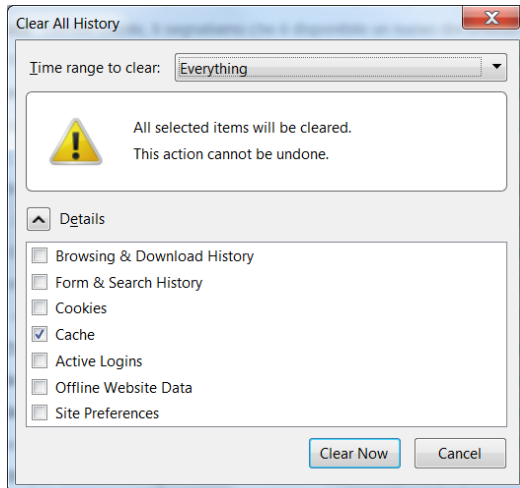 Clear All History
Time range to clear: Everything
All selected items will be cleared.
This action cannot be undone.
Details
Browsing & Download History
Form & Search History
Cookies
Cache
Active Logins
Offline Website Data
Site Preferences
Clear Now Cancel